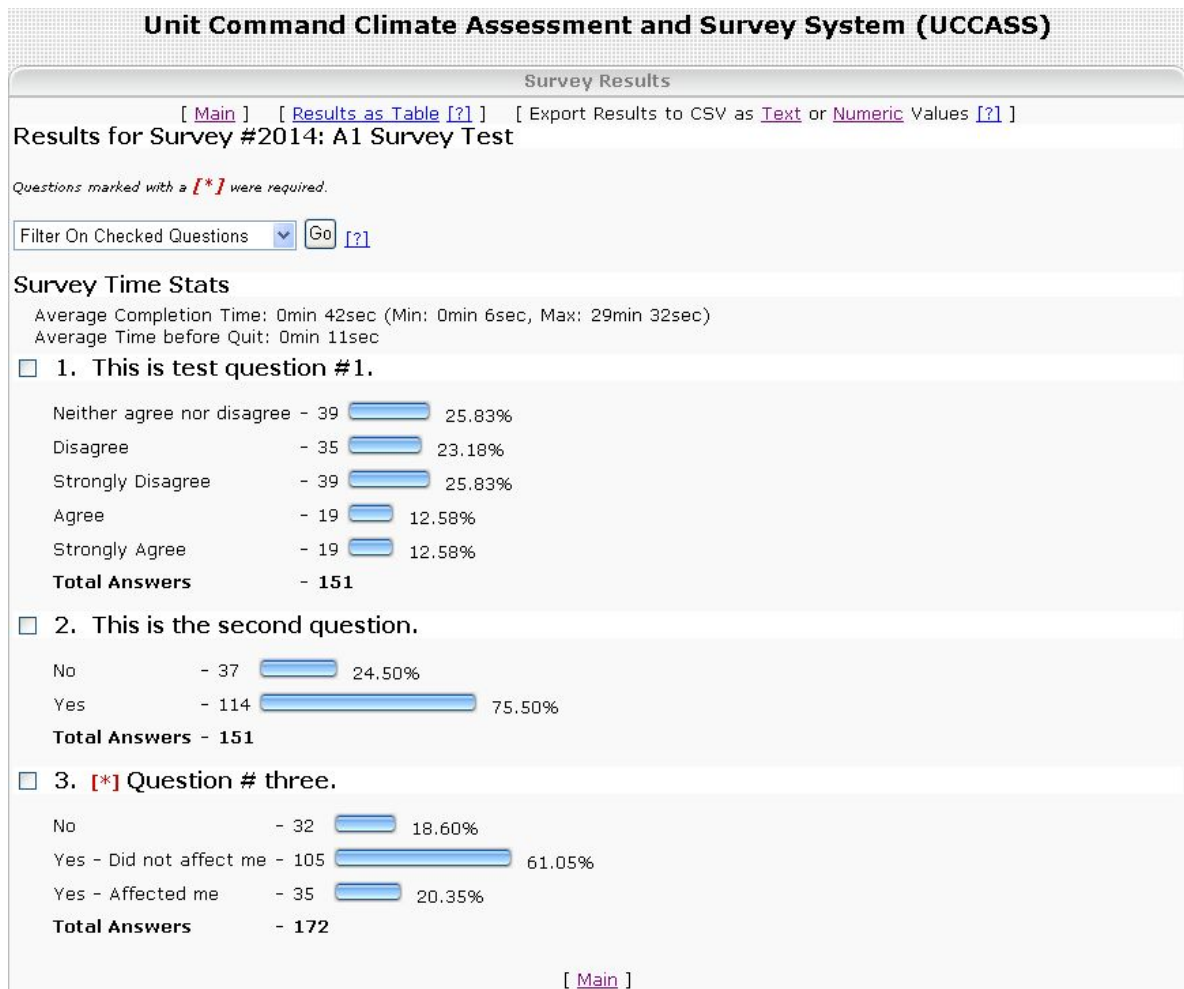 Unit Command Climate Assessment and Survey System (UCCASS)
Survey Results
[ Main ] [ Results as Table [?] ] [ Export Results to CSV as Text or Numeric Values [?] ]
Results for Survey #2014: A1 Survey Test
Questions marked with a [*] were required.
Filter On Checked Questions Go [?]
Survey Time Stats
Average Completion Time: 0min 42sec (Min: 0min 6sec, Max: 29min 32sec)
Average Time before Quit: 0min 11sec
1. This is test question #1.
Neither agree nor disagree - 39 25.83%
Disagree - 35 23.18%
Strongly Disagree - 39 25.83%
Agree - 19 12.58%
Strongly Agree - 19 12.58%
Total Answers - 151
2. This is the second question.
No - 37 24.50%
Yes - 114 75.50%
Total Answers - 151
3. [*] Question # three.
No - 32 18.60%
Yes - Did not affect me - 105 61.05%
Yes - Affected me - 35 20.35%
Total Answers - 172
[ Main ]